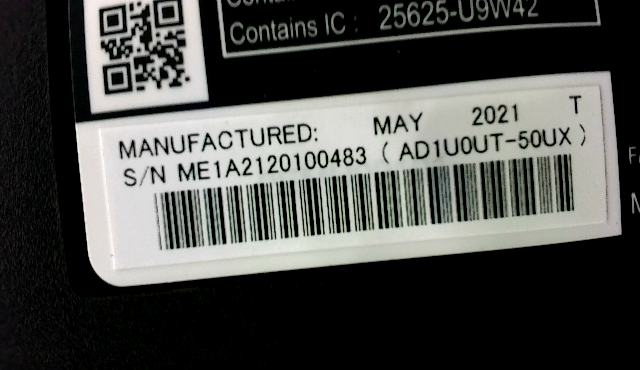 Contains IC : 25625-U9W42
MANUFACTURED: MAY 2021 T
S/N ME1A2120100483 ( AD1U0UT-50UX )